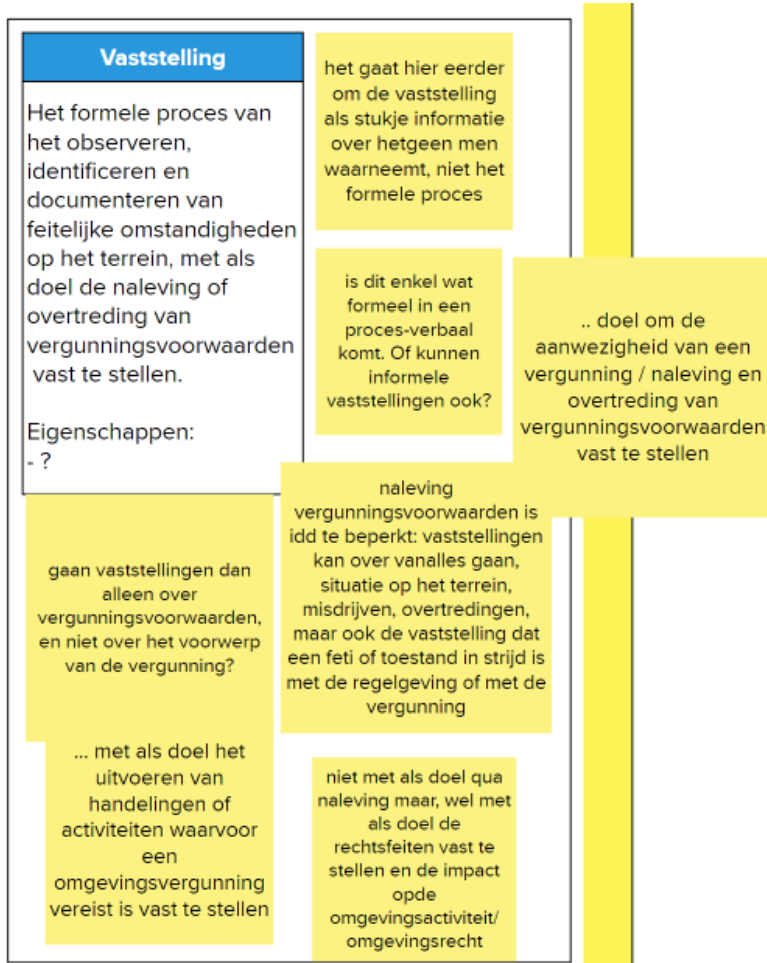 Vaststelling
Het formele proces van
het observeren,
identificeren en
documenteren van
feitelijke omstandigheden
op het terrein, met als
doel de naleving of
overtreding van
vergunningsvoorwaarden
vast te stellen.
Eigenschappen:
- ?
het gaat hier eerder
om de vaststelling
als stukje informatie
over hetgeen men
waarneemt, niet het
formele proces
is dit enkel wat
formeel in een
proces-verbaal
komt. Of kunnen
informele
vaststellingen ook?
.. doel om de
aanwezigheid van een
vergunning / naleving en
overtreding van
vergunningsvoorwaarden
vast te stellen
gaan vaststellingen dan
alleen over
vergunningsvoorwaarden,
en niet over het voorwerp
van de vergunning?
naleving
vergunningsvoorwaarden is
idd te beperkt: vaststellingen
kan over vanalles gaan,
situatie op het terrein,
misdrijven, overtredingen,
maar ook de vaststelling dat
een feti of toestand in strijd is
met de regelgeving of met de
vergunning
... met als doel het
uitvoeren van
handelingen of
activiteiten waarvoor
een
omgevingsvergunning
vereist is vast te stellen
niet met als doel qua
naleving maar, wel met
als doel de
rechtsfeiten vast te
stellen en de impact
opde
omgevingsactiviteit/
omgevingsrecht